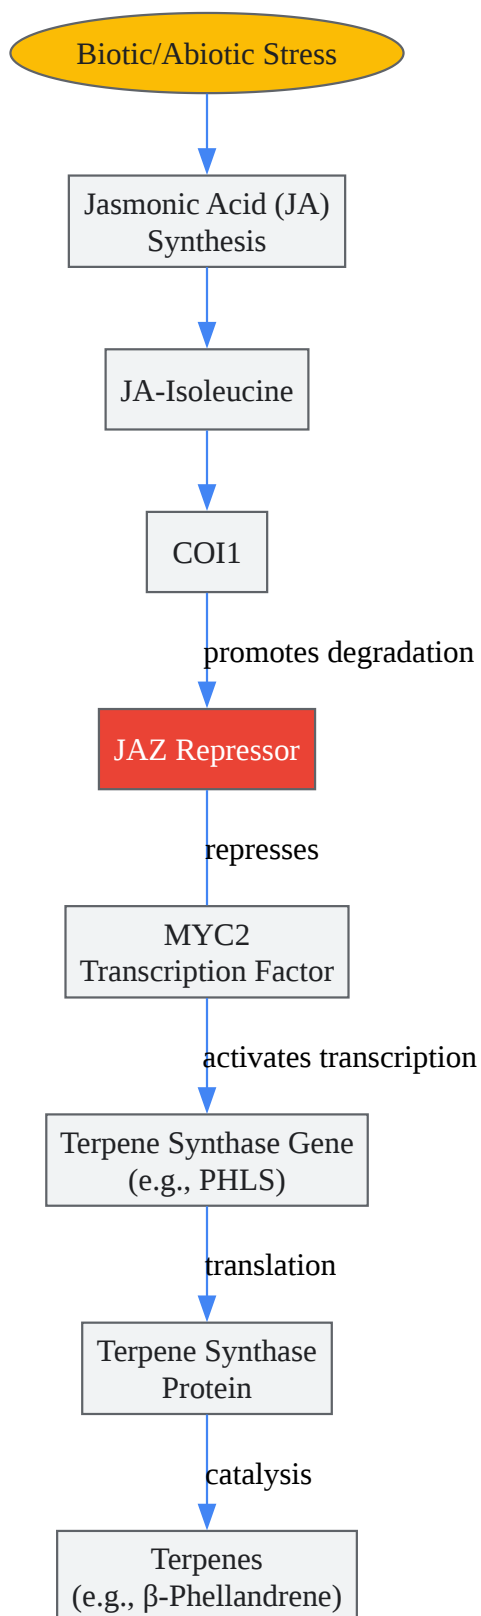 Biotic/Abiotic Stress
Jasmonic Acid (JA)
Synthesis
JA-Isoleucine
COI1
promotes degradation
JAZ Repressor
represses
MYC2
Transcription Factor
activates transcription
Terpene Synthase Gene
(e.g., PHLS)
translation
Terpene Synthase
Protein
catalysis
Terpenes
(e.g., β-Phellandrene)